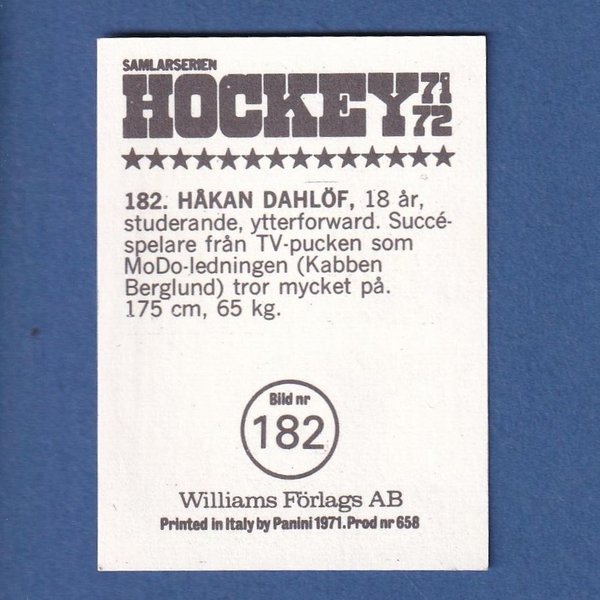 SAMLARSERIEN
HOCKEY 71 72
182. HÅKAN DAHLÖF, 18 år,
studerande, ytterforward. Succé-
spelare från TV-pucken som
MoDo-ledningen (Kabben
Berglund) tror mycket på.
175 cm, 65 kg.
Bild nr
182
Williams Förlags AB
Printed in Italy by Panini 1971. Prod nr 658